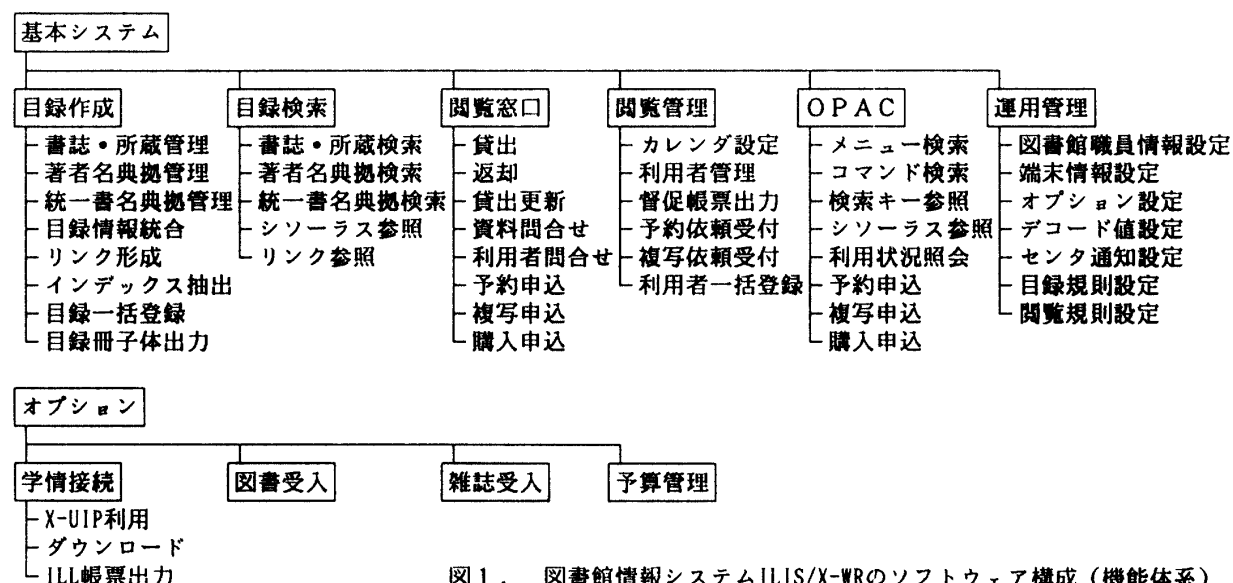 基本システム
目録作成 目録検索 閲覧窓口 閲覧管理 OPAC 運用管理
書誌・所蔵管理 書誌・所蔵検索 貸出 カレンダ設定 メニュー検索 図書館職員情報設定
著者名典拠管理 著者名典拠検索 返却 利用者管理 コマンド検索 端末情報設定
統一書名典拠管理 統一書名典拠検索 貸出更新 督促帳票出力 検索キー参照 オプション設定
目録情報統合 シソーラス参照 資料問合せ 予約依頼受付 シソーラス参照 デコード値設定
リンク形成 リンク参照 利用者問合せ 複写依頼受付 利用状況照会 センタ通知設定
インデックス抽出 予約申込 利用者一括登録 予約申込 目録規則設定
目録一括登録 複写申込 複写申込 閲覧規則設定
目録冊子体出力 購入申込 購入申込
オプション
学情接続 図書受入 雑誌受入 予算管理
X-UIP利用
ダウンロード
ILL帳票出力
図1. 図書館情報システムILIS/X-WRのソフトウェア構成(機能体系)